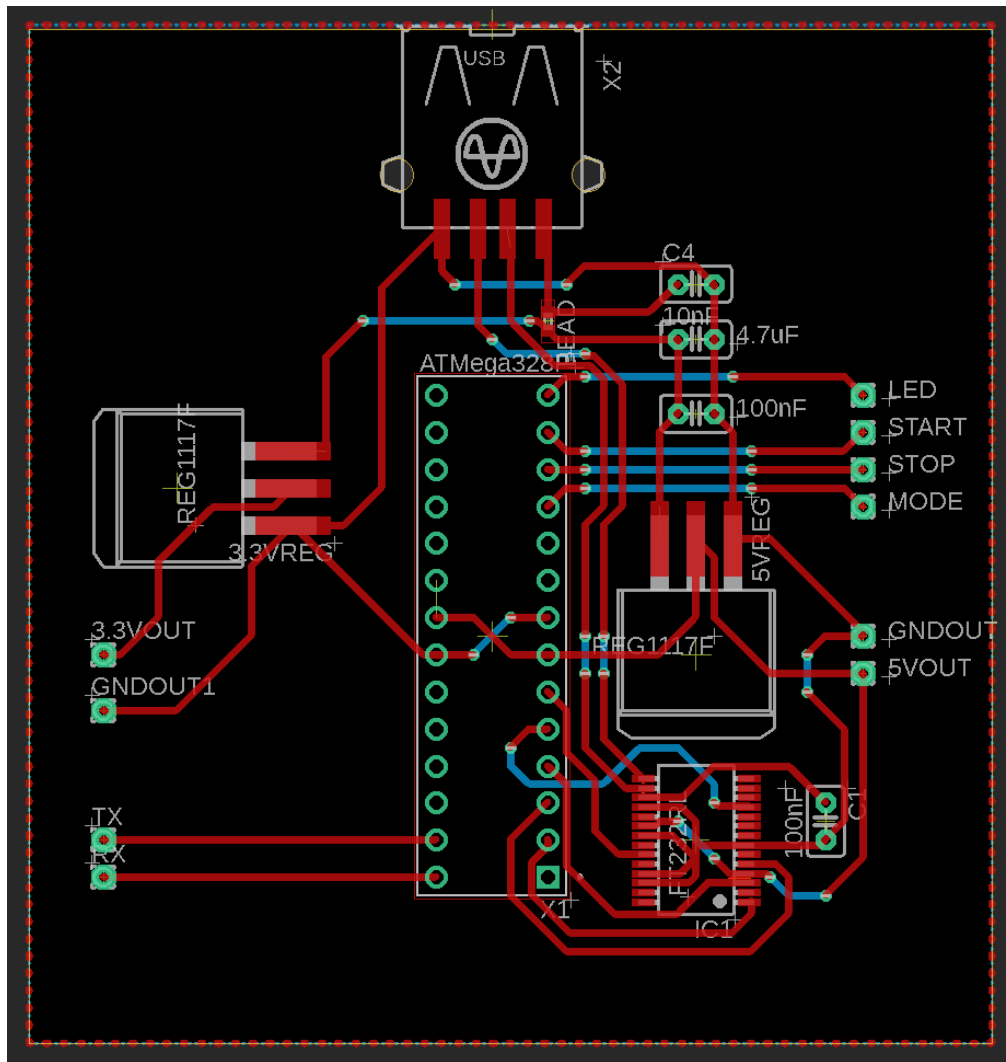 USB
X2
C4
10nF
4.7uF
ATMega328P
100nF
LED
START
STOP
MODE
REG1117F
3.3VREG
5VREG
REG1117F
3.3VOUT
GNDOUT1
GNDOUT
5VOUT
TX
RX
100nF
C1
FT232RL
X1
IC1